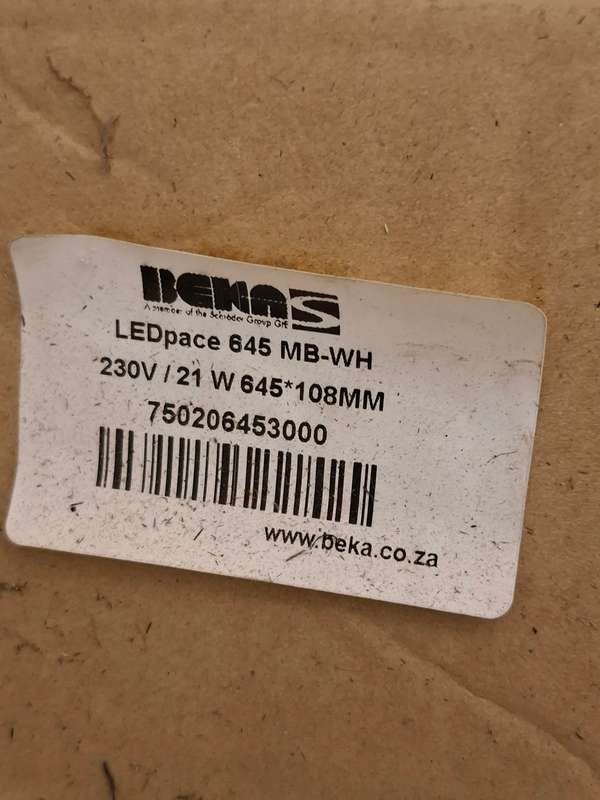 BEKA S
A member of the Schréder Group GIE
LEDpace 645 MB-WH
230V / 21 W 645*108MM
750206453000
www.beka.co.za